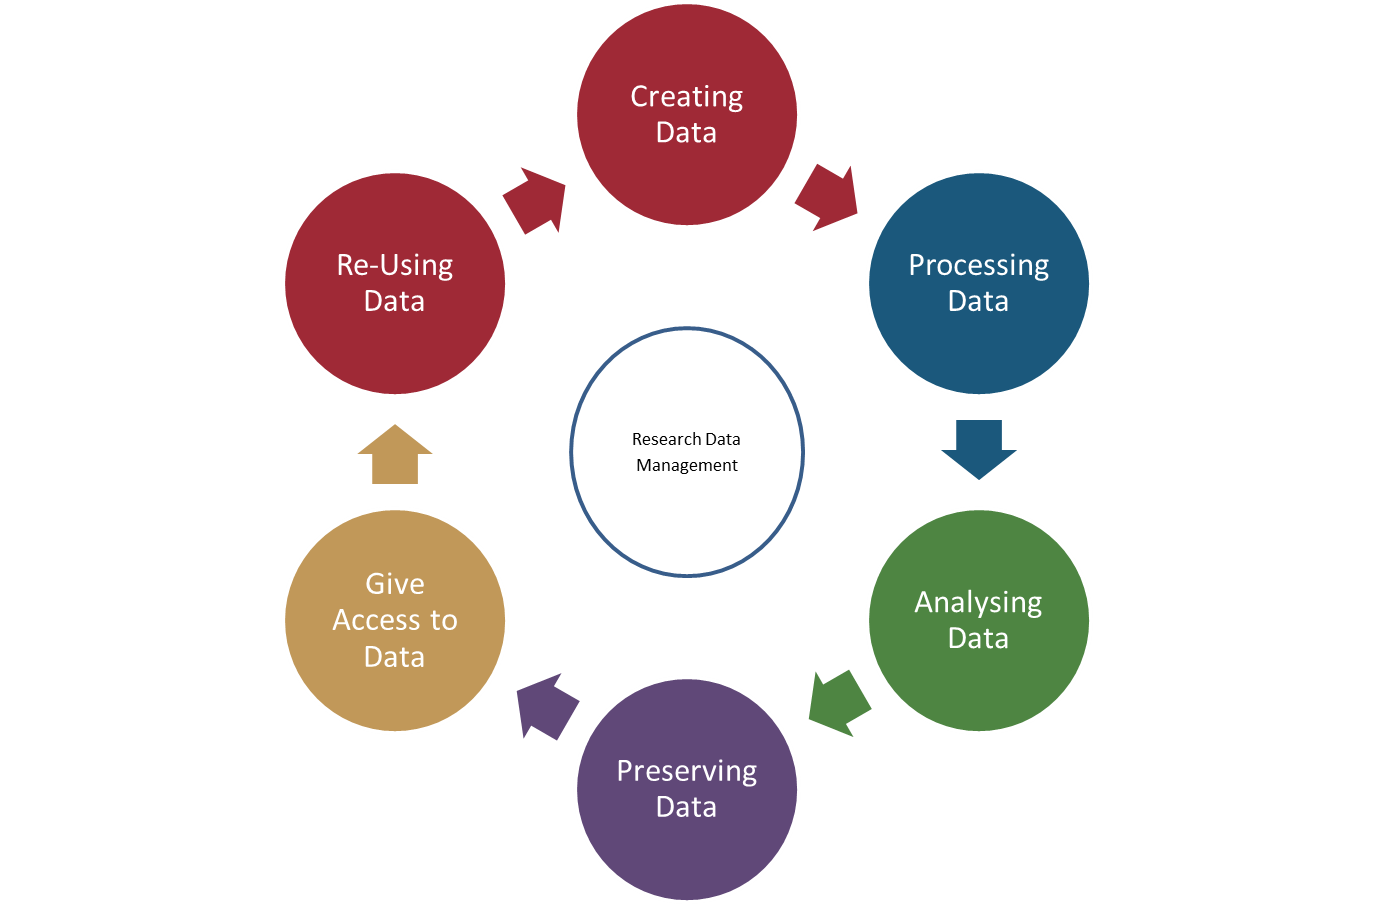 Creating
Data
Processing
Data
Analysing
Data
Preserving
Data
Give
Access to
Data
Re-Using
Data
Research Data
Management